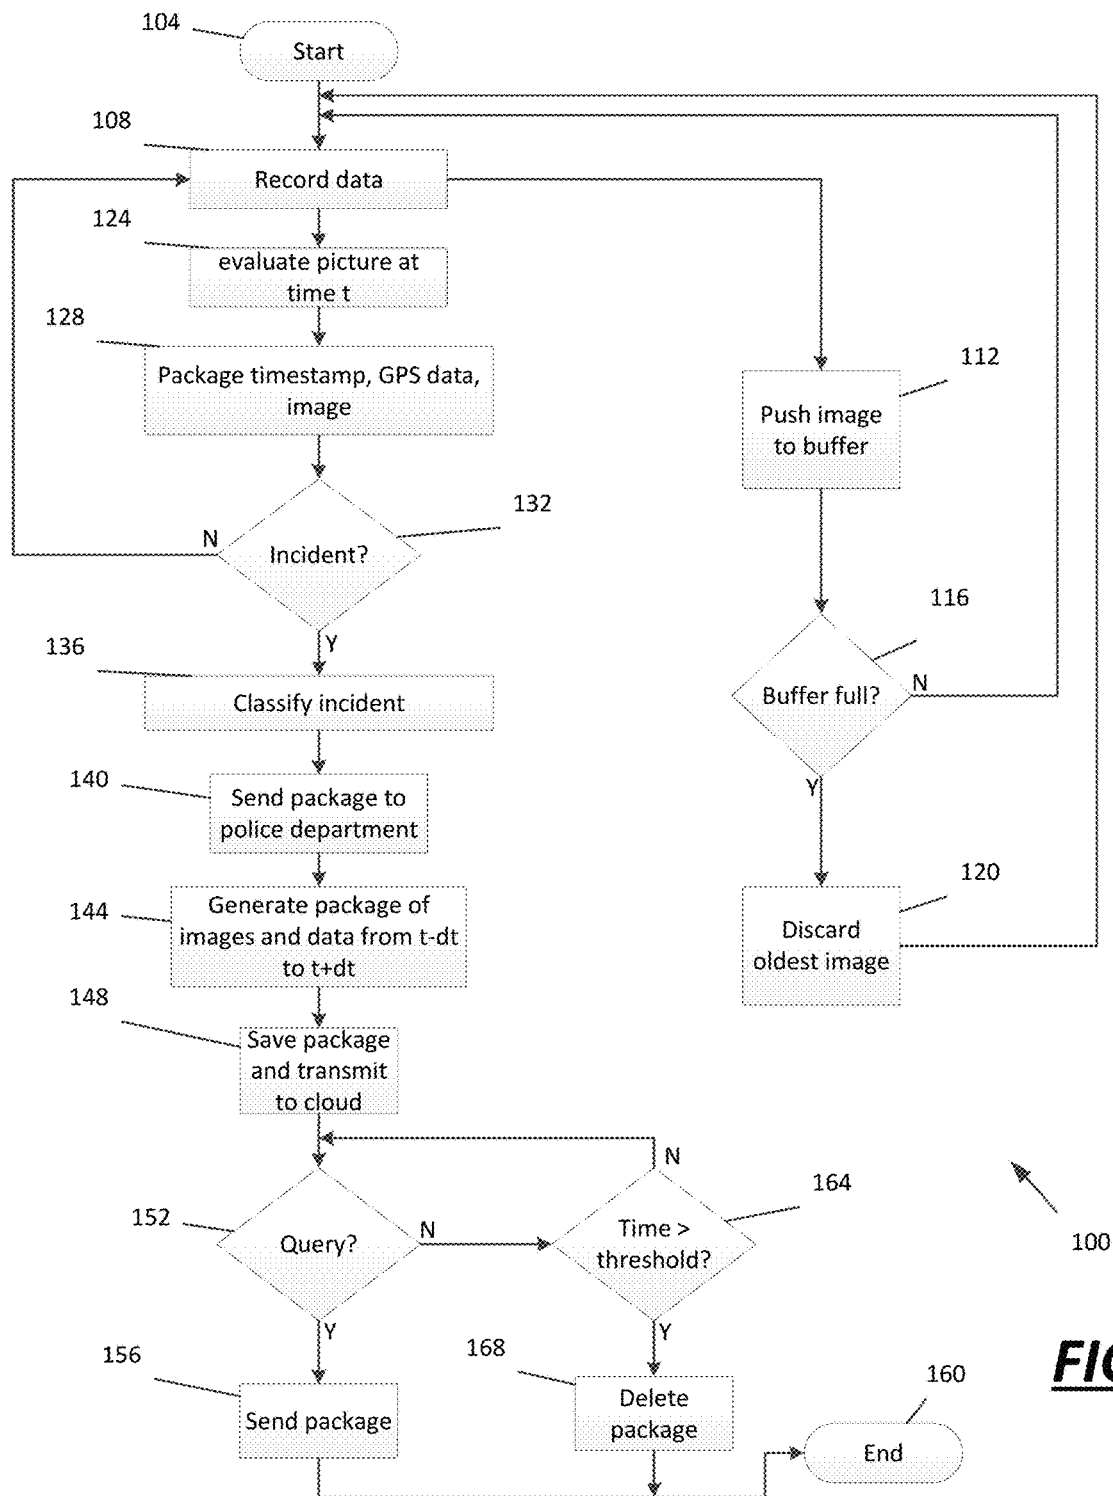 104
Start
108
Record data
124
evaluate picture at
time t
128
Package timestamp, GPS data,
image
112
Push image
to buffer
132
N
Incident?
Y
116
Buffer full?
N
Y
136
Classify incident
140
Send package to
police department
120
Discard
oldest image
144
Generate package of
images and data from t-dt
to t+dt
148
Save package
and transmit
to cloud
N
164
152
Query?
N
Time >
threshold?
100
Y
Y
156
Send package
168
Delete
package
160
End
FIG